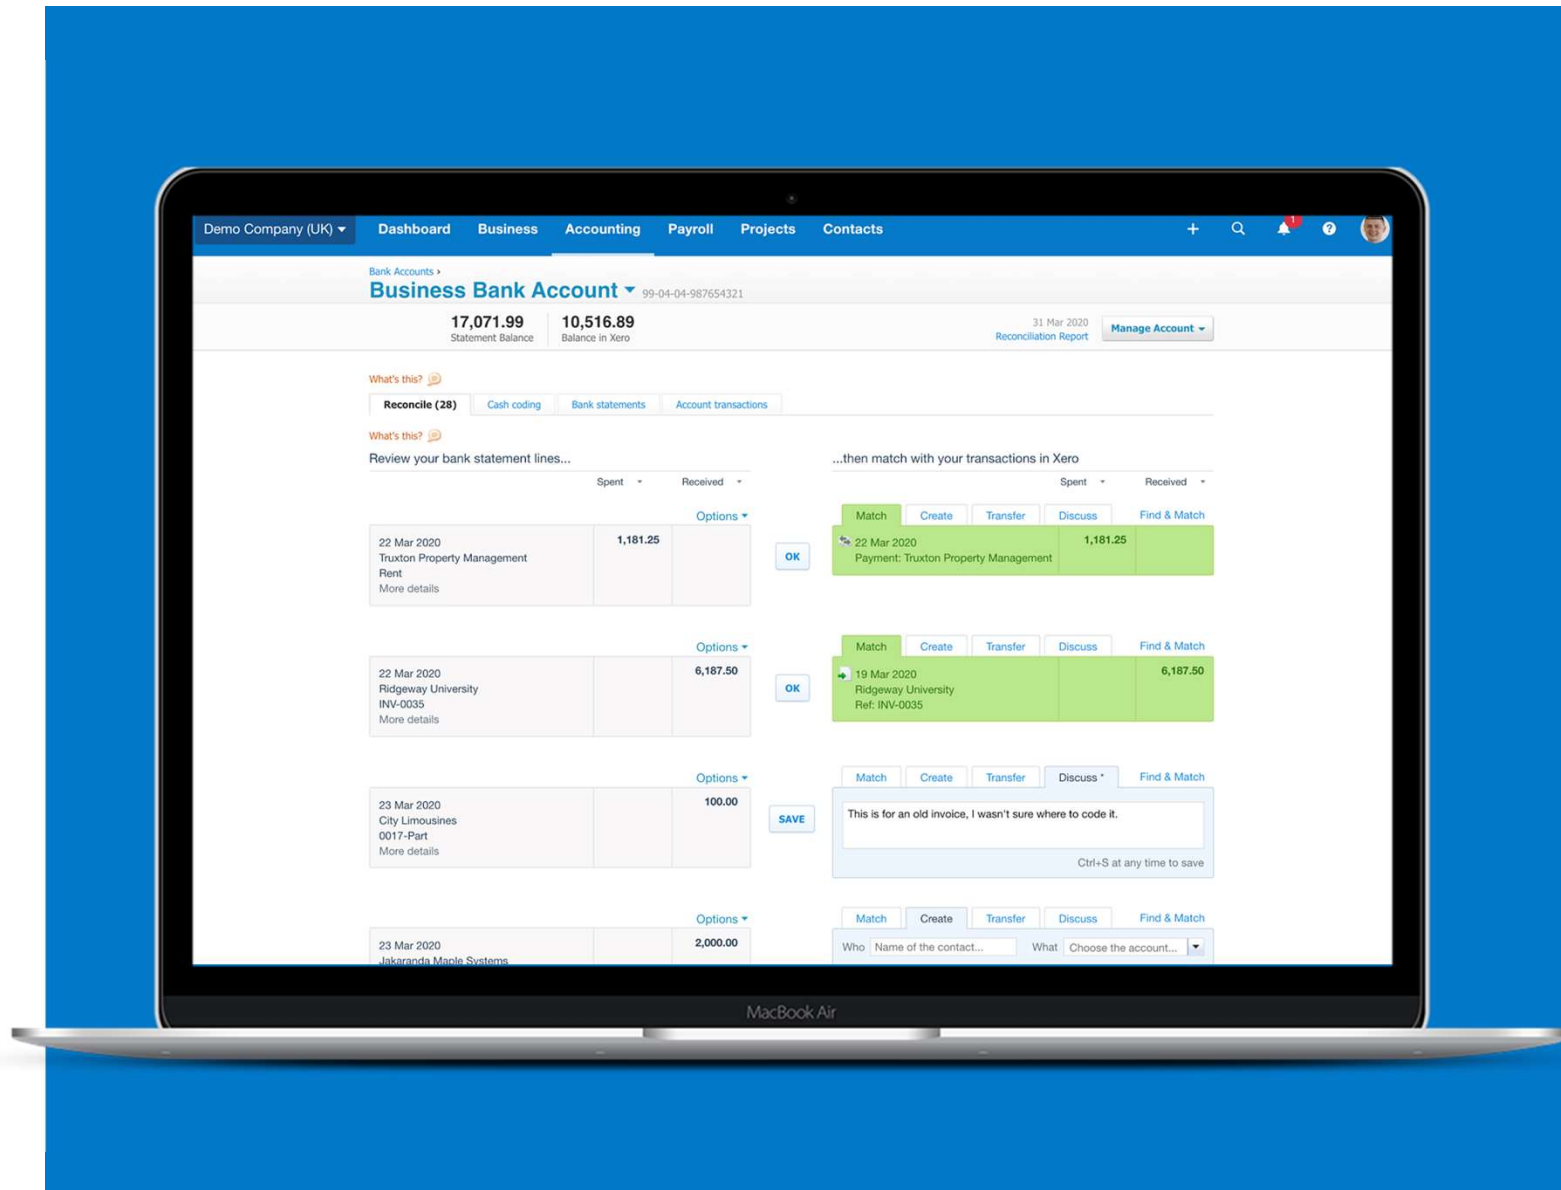 Demo Company (UK) Dashboard Business Accounting Payroll Projects Contacts + 1 ?
Bank Accounts ›
Business Bank Account 99-04-04-987654321
17,071.99 10,516.89 31 Mar 2020 Manage Account
Statement Balance Balance in Xero Reconciliation Report
What's this?
Reconcile (28) Cash coding Bank statements Account transactions
What's this?
Review your bank statement lines... ...then match with your transactions in Xero
Spent Received Spent Received
Options Match Create Transfer Discuss Find & Match
22 Mar 2020 1,181.25 22 Mar 2020 1,181.25
Truxton Property Management OK Payment: Truxton Property Management
Rent
More details
Options Match Create Transfer Discuss Find & Match
22 Mar 2020 6,187.50 19 Mar 2020 6,187.50
Ridgeway University OK Ridgeway University
INV-0035 Ref: INV-0035
More details
Options Match Create Transfer Discuss * Find & Match
23 Mar 2020 100.00
City Limousines SAVE This is for an old invoice, I wasn't sure where to code it.
0017-Part
More details Ctrl+S at any time to save
Options Match Create Transfer Discuss Find & Match
23 Mar 2020 2,000.00 Who Name of the contact... What Choose the account...
Jakaranda Maple Systems
MacBook Air